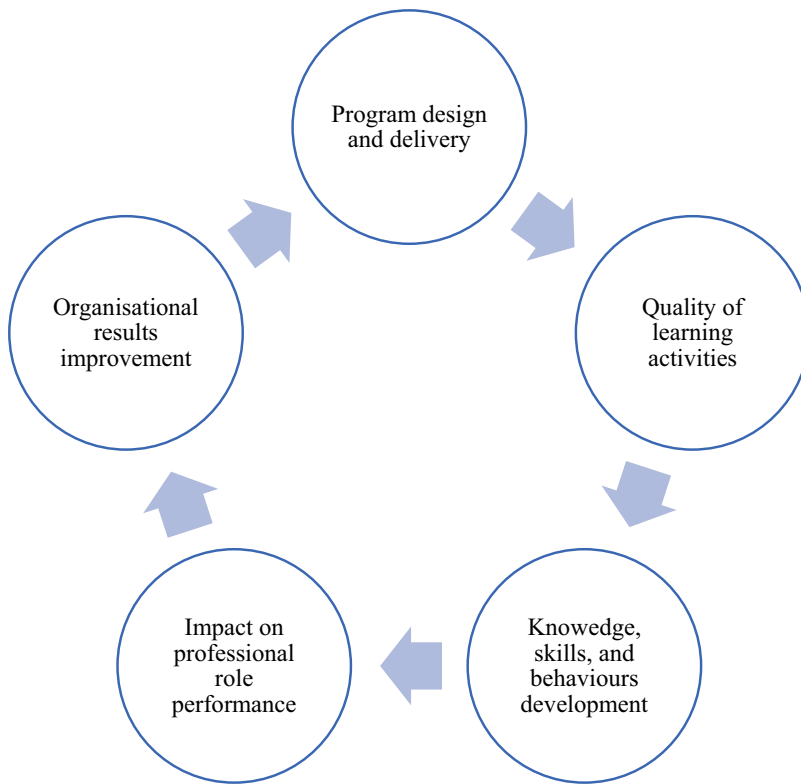 Program design
and delivery
Quality of
learning
activities
Knowedge,
skills, and
behaviours
development
Impact on
professional
role
performance
Organisational
results
improvement